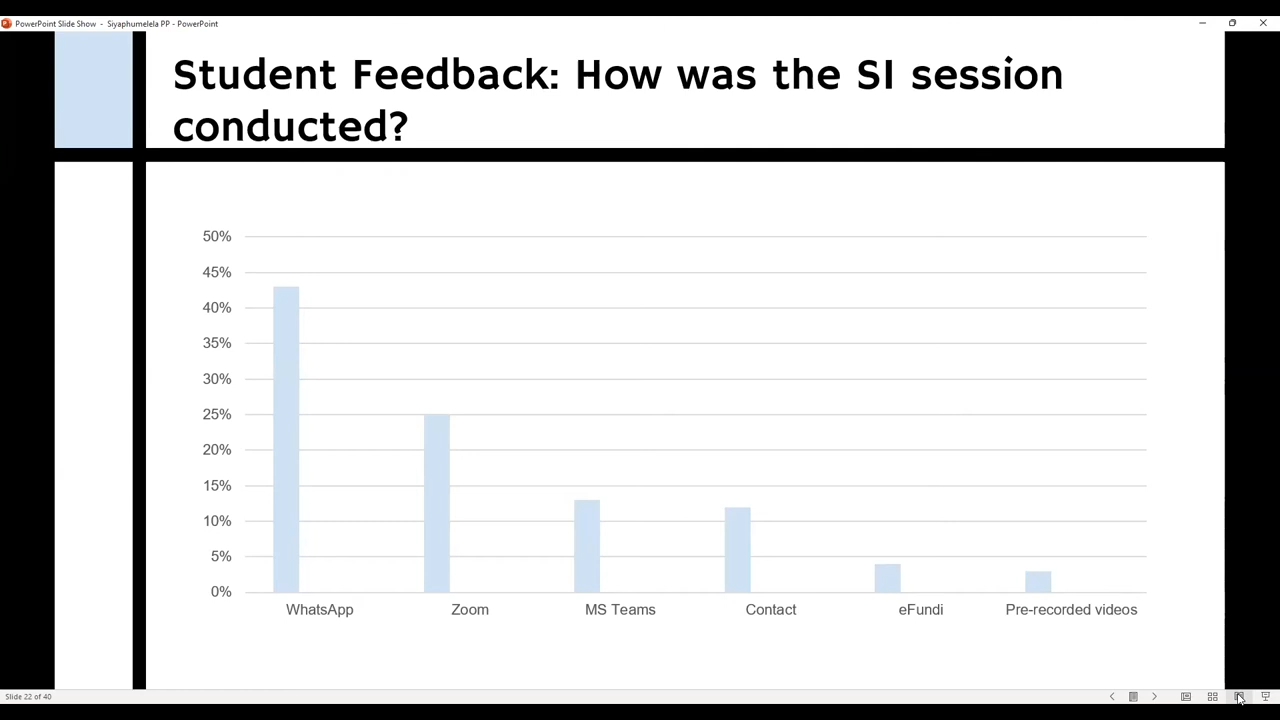 PowerPoint Slide Show - Siyaphumelela PP - PowerPoint
Student Feedback: How was the SI session
conducted?
50%
45%
40%
35%
30%
25%
20%
15%
10%
5%
0%
WhatsApp Zoom MS Teams Contact eFundi Pre-recorded videos
Slide 22 of 40